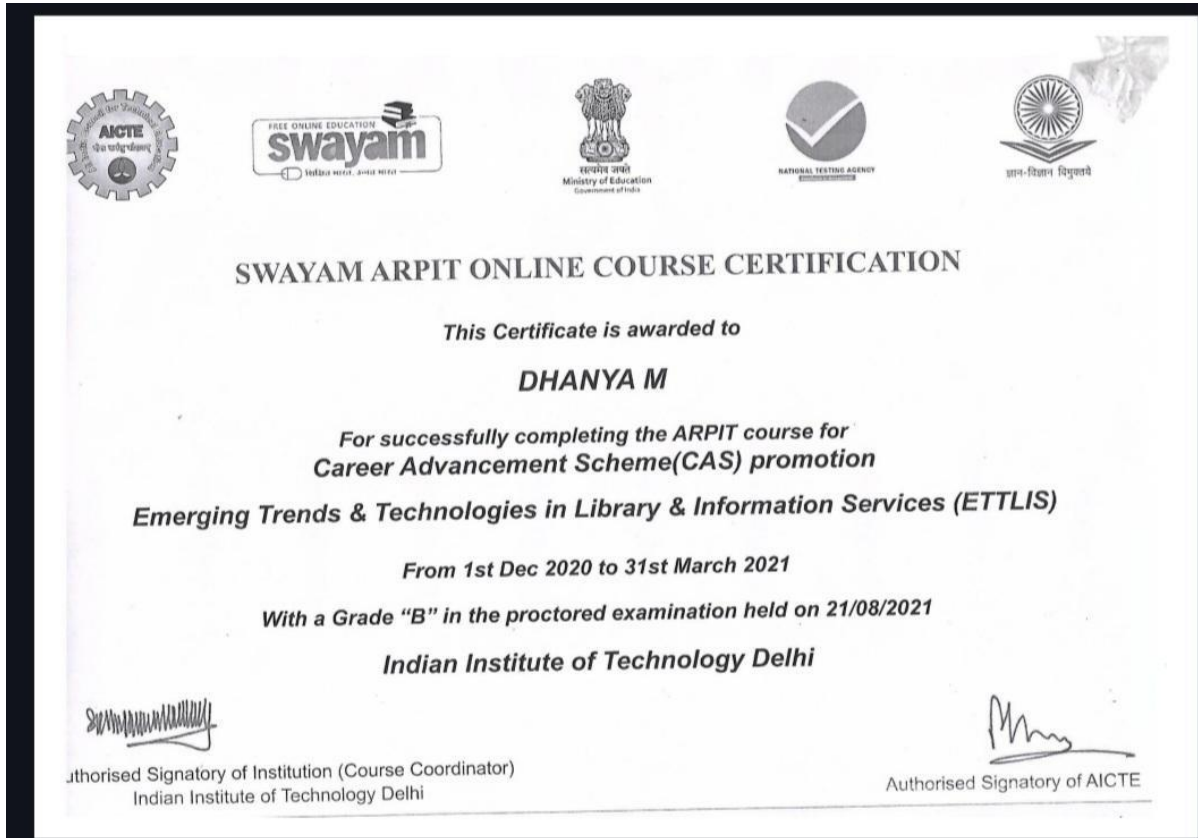 AICTE
FREE ONLINE EDUCATION
swayam
शिक्षित भारत, उन्नत भारत
सत्यमेव जयते
Ministry of Education
Government of India
NATIONAL TESTING AGENCY
ज्ञान-विज्ञान विमुक्तये
SWAYAM ARPIT ONLINE COURSE CERTIFICATION
This Certificate is awarded to
DHANYA M
For successfully completing the ARPIT course for
Career Advancement Scheme(CAS) promotion
Emerging Trends & Technologies in Library & Information Services (ETTLIS)
From 1st Dec 2020 to 31st March 2021
With a Grade “B” in the proctored examination held on 21/08/2021
Indian Institute of Technology Delhi
uthorised Signatory of Institution (Course Coordinator)
Indian Institute of Technology Delhi
Authorised Signatory of AICTE